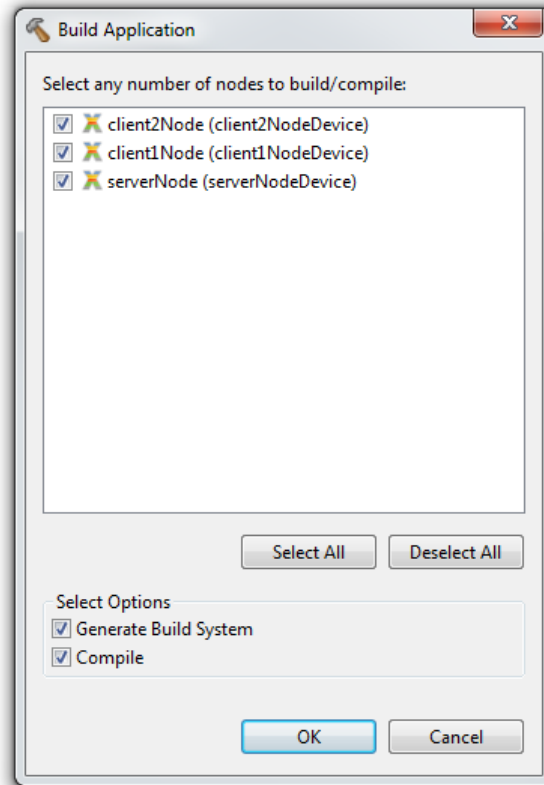 Build Application
Select any number of nodes to build/compile:
client2Node (client2NodeDevice)
client1Node (client1NodeDevice)
serverNode (serverNodeDevice)
Select All
Deselect All
Select Options
Generate Build System
Compile
OK
Cancel